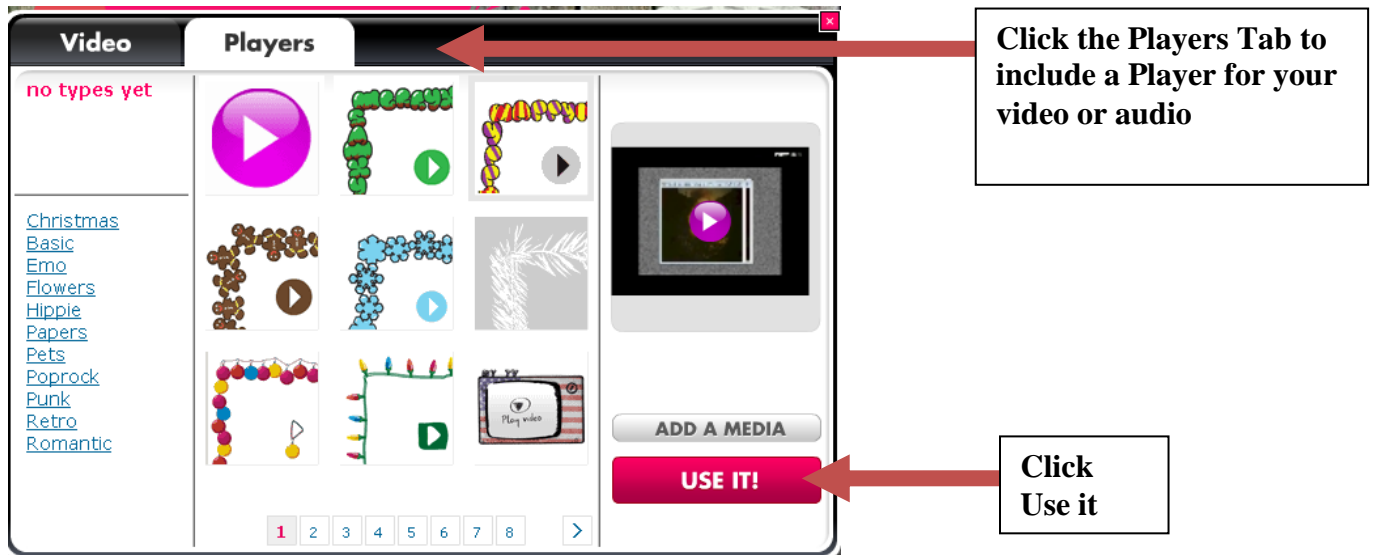 Video
Players
no types yet
Christmas
Basic
Emo
Flowers
Hippie
Papers
Pets
Poprock
Punk
Retro
Romantic
Play video
ADD A MEDIA
USE IT!
1 2 3 4 5 6 7 8 >
Click the Players Tab to
include a Player for your
video or audio
Click
Use it